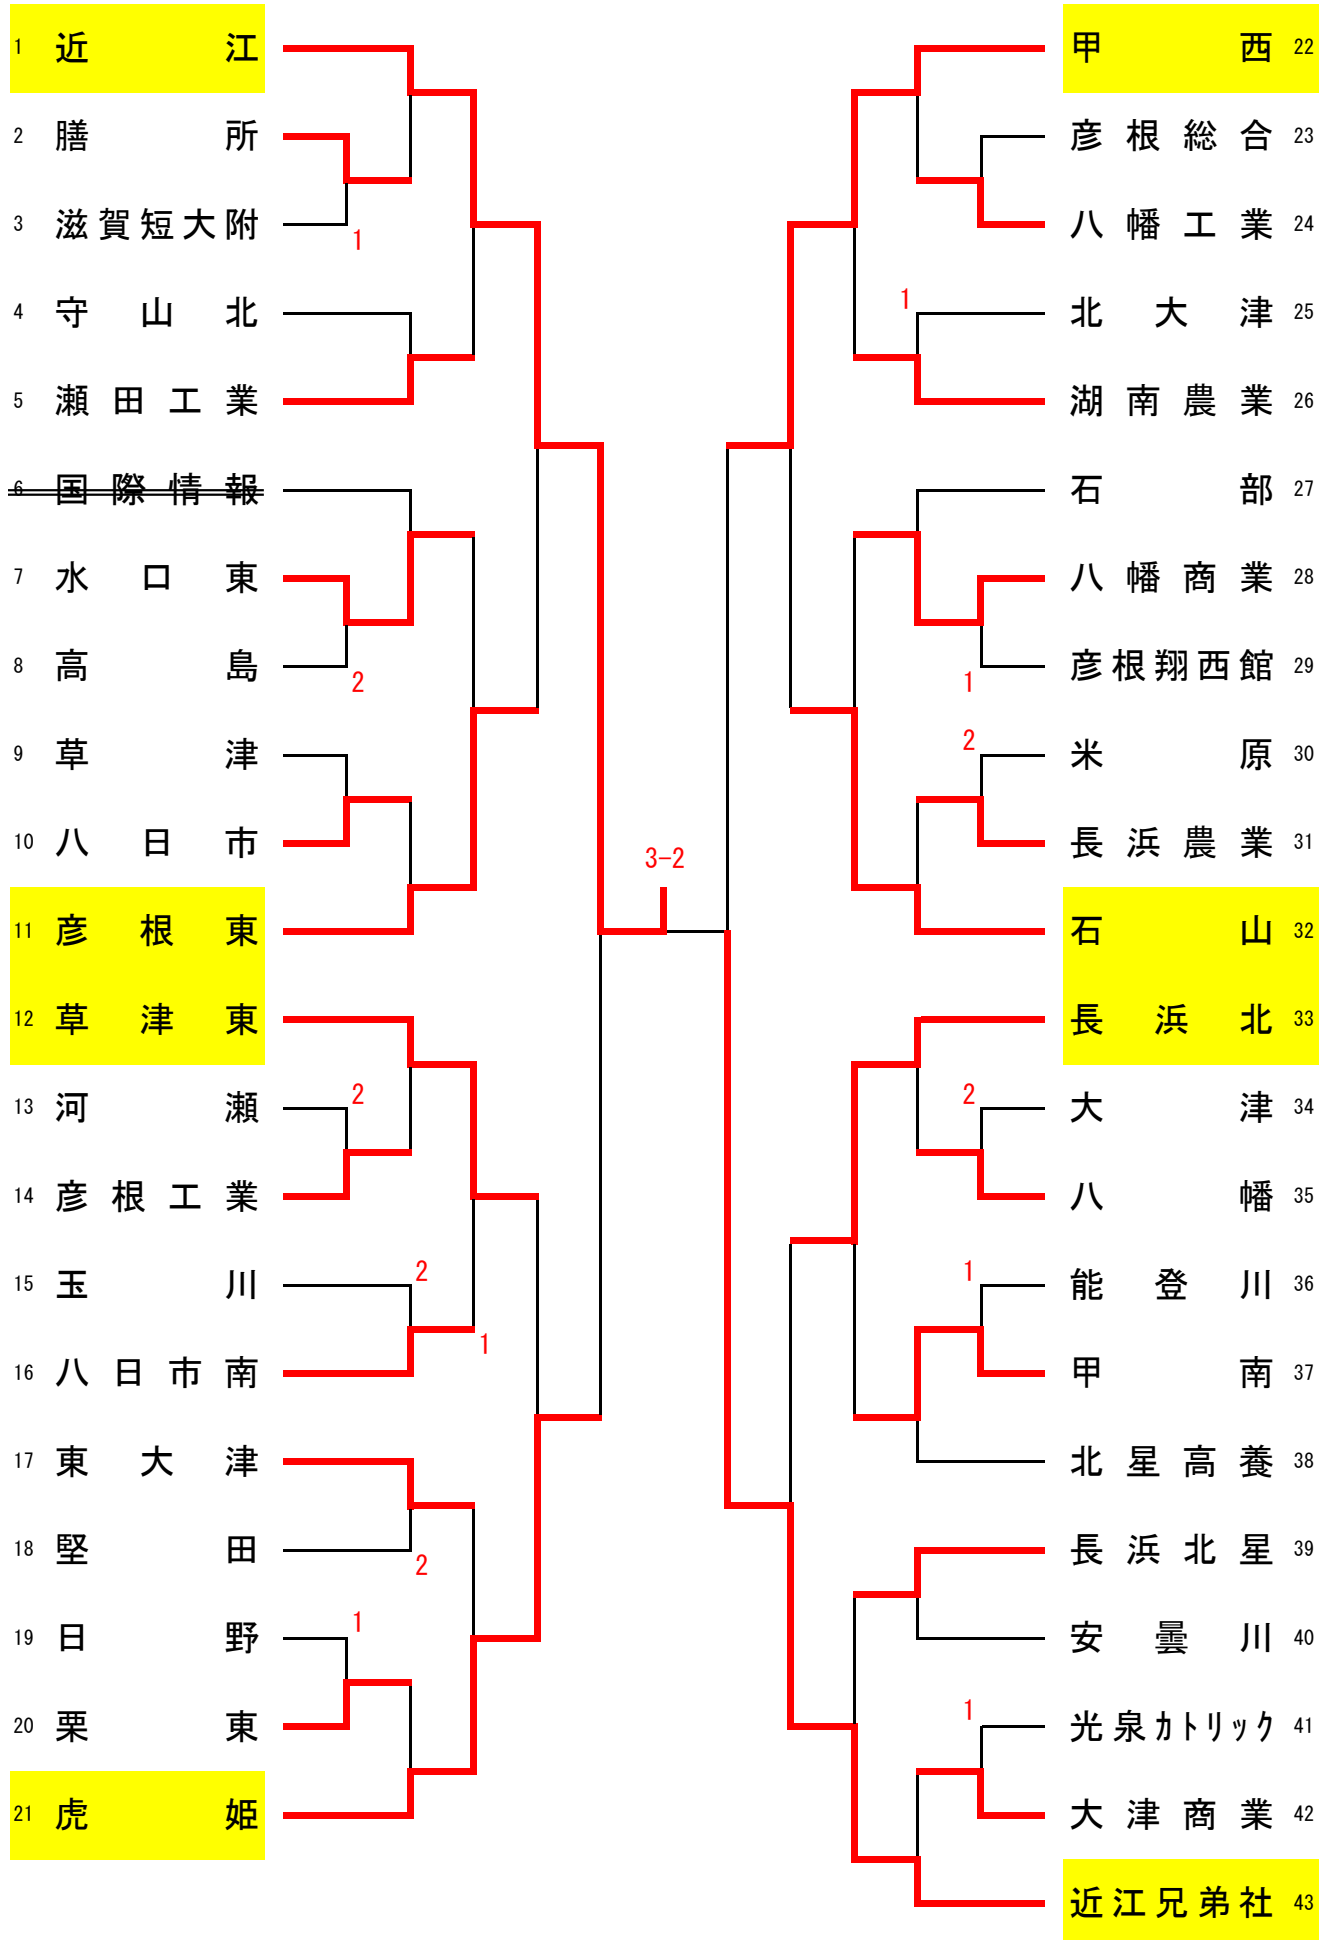 1 近江
2 膳所
3 滋賀短大附
1
4 守山北
5 瀬田工業
6 国際情報
7 水口東
8 高島
2
9 草津
10 八日市
11 彦根東
12 草津東
13 河瀬
2
14 彦根工業
15 玉川
2
1
16 八日市南
17 東大津
18 堅田
2
19 日野
1
20 栗東
21 虎姫
3-2
甲西 22
彦根総合 23
八幡工業 24
1
北大津 25
湖南農業 26
石部 27
八幡商業 28
彦根翔西館 29
1
2
米原 30
長浜農業 31
石山 32
長浜北 33
2
大津 34
八幡 35
1
能登川 36
甲南 37
北星高養 38
長浜北星 39
安曇川 40
1
光泉カトリック 41
大津商業 42
近江兄弟社 43